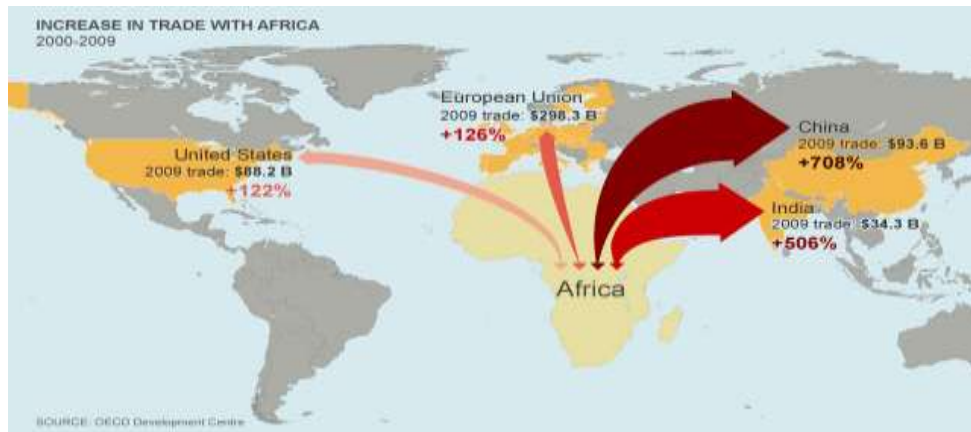 INCREASE IN TRADE WITH AFRICA
2000-2009
European Union
2009 trade: $298.3 B
+126%
China
2009 trade: $93.6 B
+708%
United States
2009 trade: $88.2 B
+122%
India
2009 trade: $34.3 B
+506%
Africa
SOURCE: OECD Development Centre